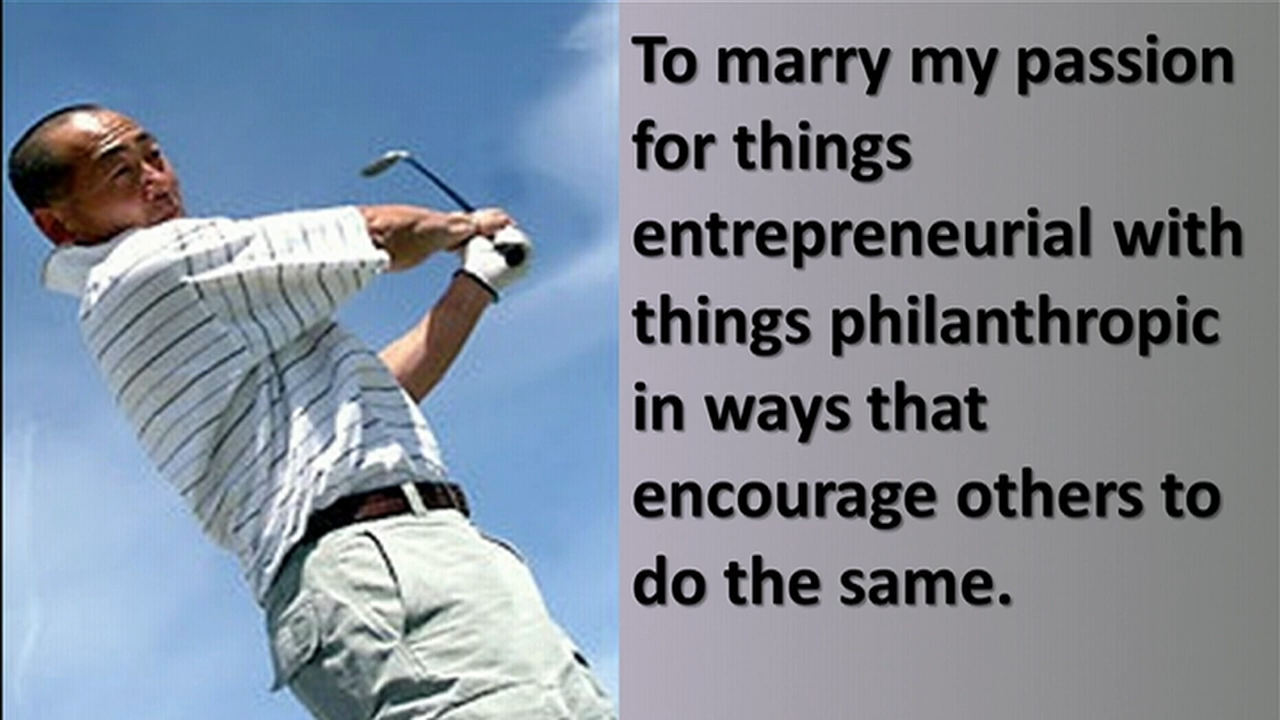 To marry my passion
for things
entrepreneurial with
things philanthropic
in ways that
encourage others to
do the same.